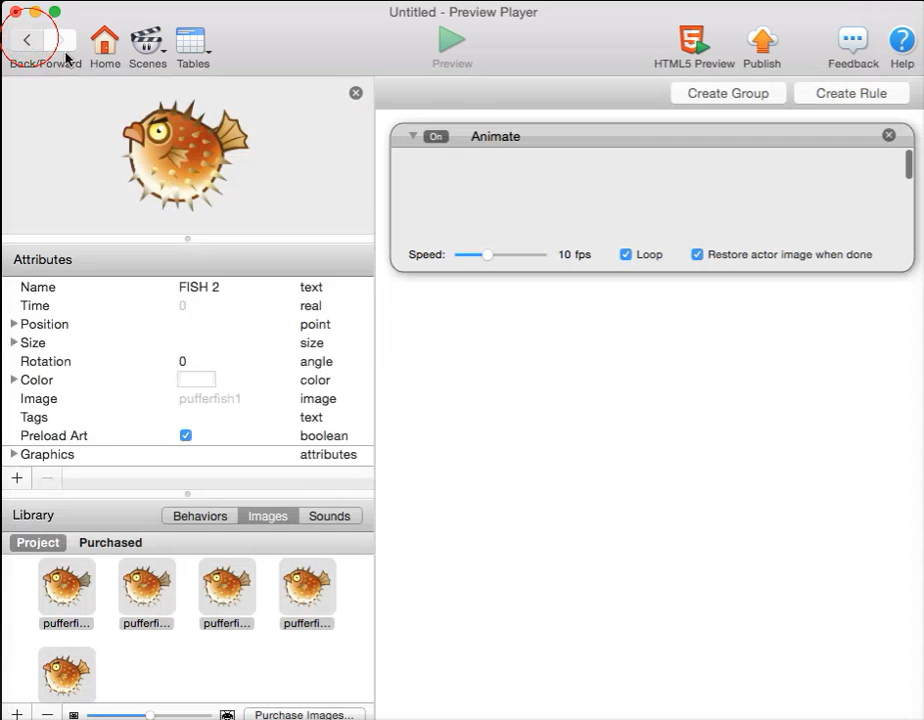 Untitled - Preview Player
Back/Forward Home Scenes Tables Preview HTML5 Preview Publish Feedback Help
Create Group Create Rule
On Animate
Speed: 10 fps Loop Restore actor image when done
Attributes
Name FISH 2 text
Time 0 real
Position point
Size size
Rotation 0 angle
Color color
Image pufferfish1 image
Tags text
Preload Art boolean
Graphics attributes
Library Behaviors Images Sounds
Project Purchased
pufferfi... pufferfi... pufferfi... pufferfi...
Purchase Images...